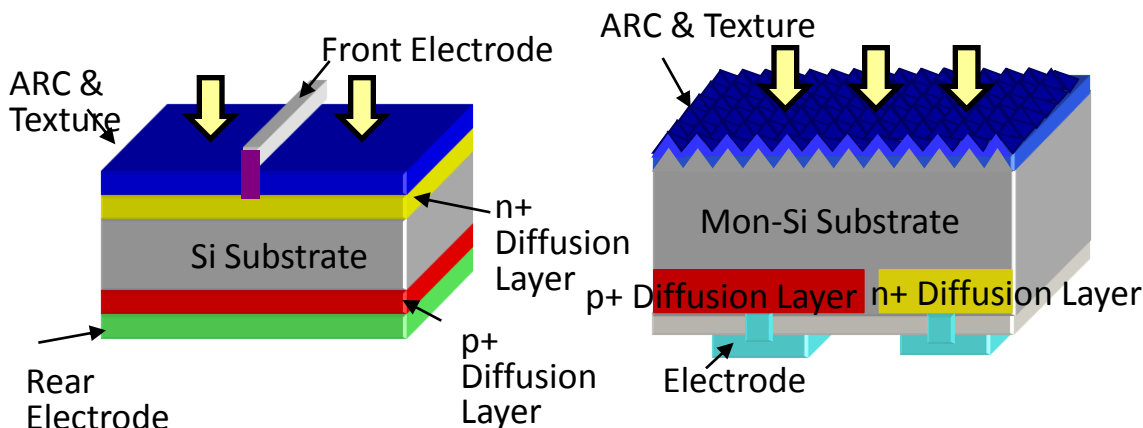 Front Electrode
ARC &
Texture
n+
Diffusion
Layer
Si Substrate
p+
Diffusion
Layer
Rear
Electrode
ARC & Texture
Mon-Si Substrate
p+ Diffusion Layer
n+ Diffusion Layer
Electrode